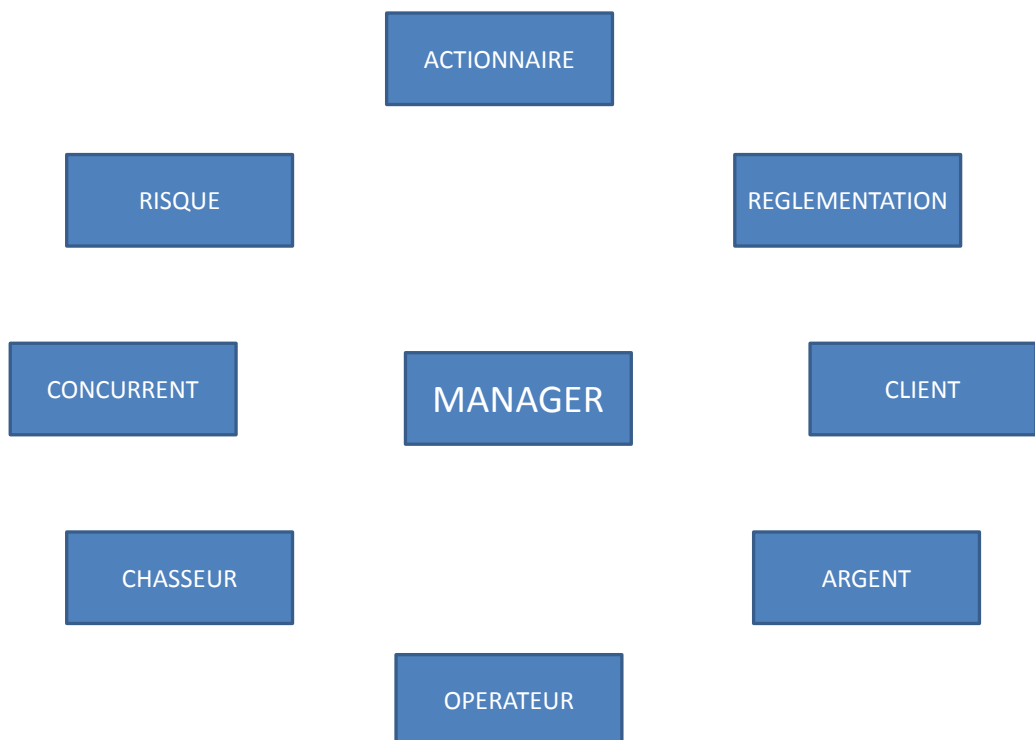 ACTIONNAIRE
RISQUE
REGLEMENTATION
CONCURRENT
MANAGER
CLIENT
CHASSEUR
ARGENT
OPERATEUR